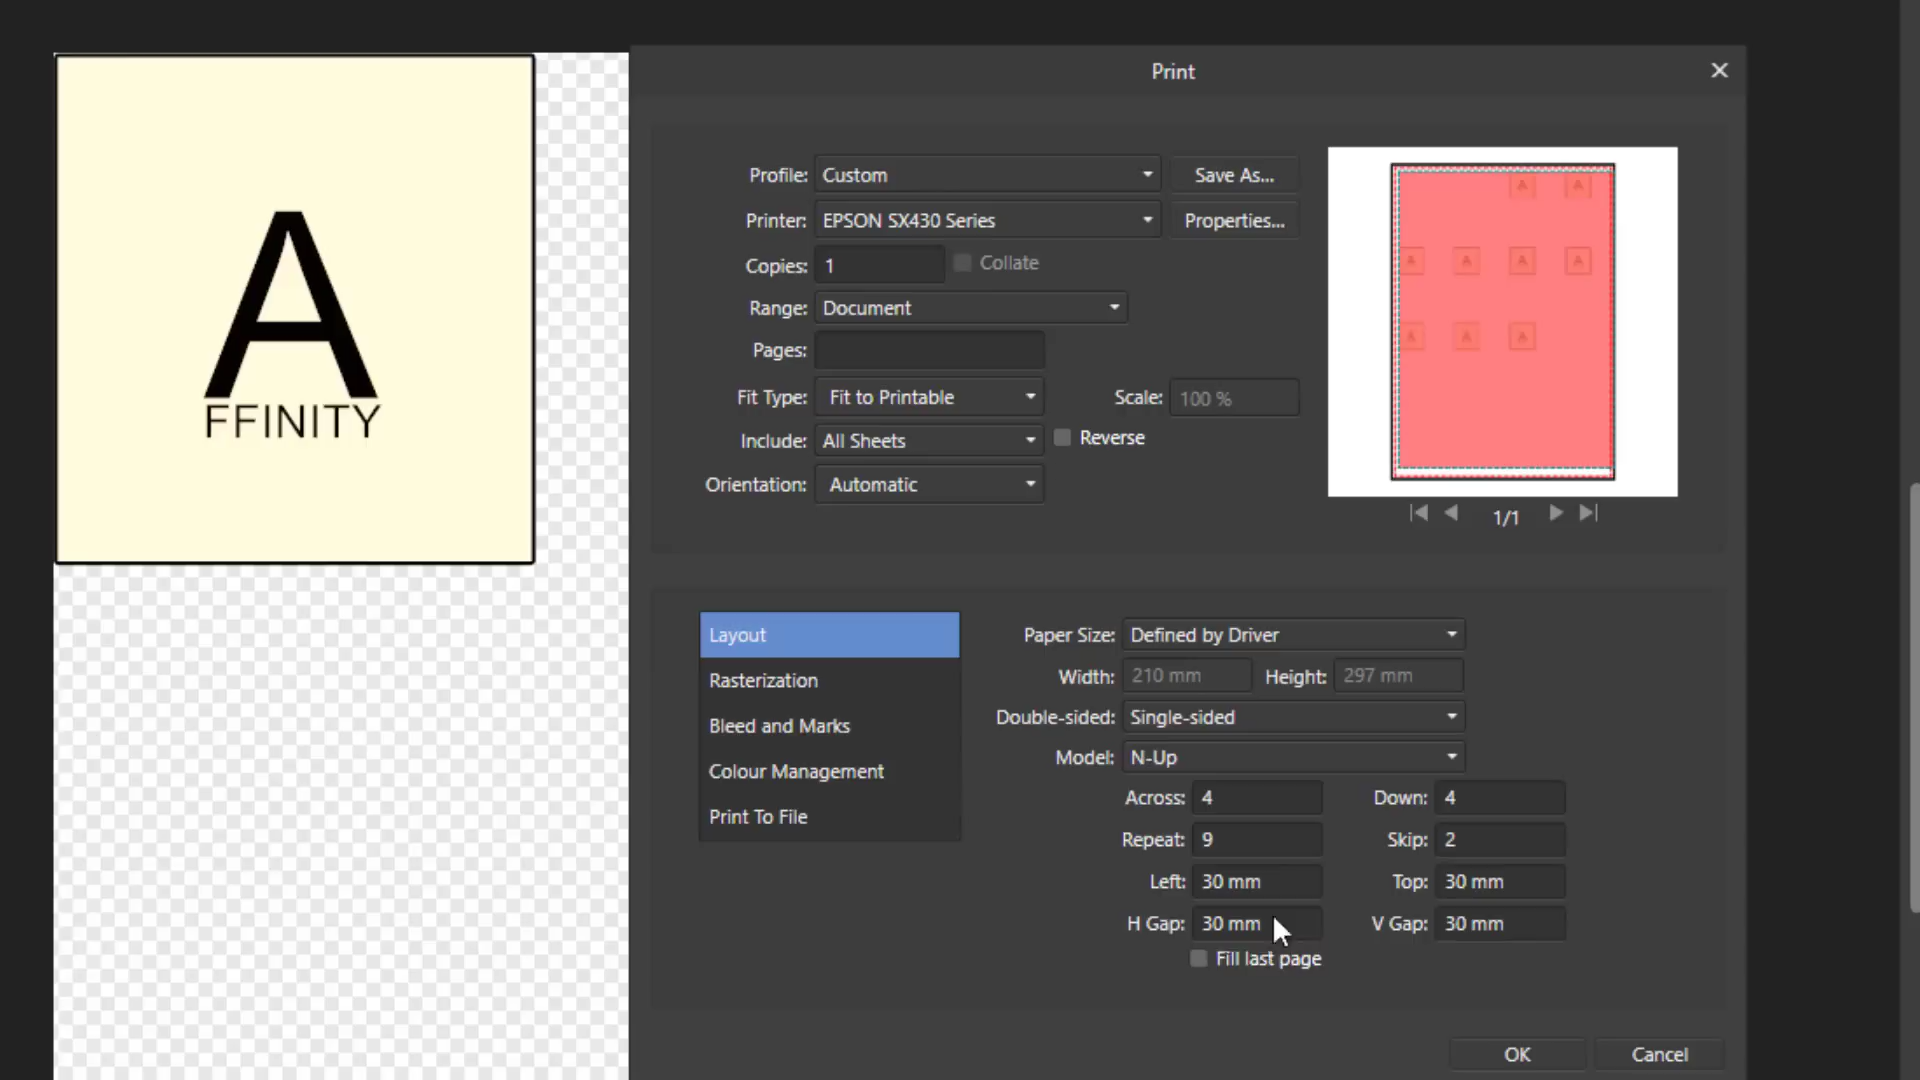 A
FFINITY
Print
Profile: Custom Save As...
Printer: EPSON SX430 Series Properties...
Copies: 1 Collate
Range: Document
Pages:
Fit Type: Fit to Printable Scale: 100 %
Include: All Sheets Reverse
Orientation: Automatic
A A
A A A A
A A A
1/1
Layout
Rasterization
Bleed and Marks
Colour Management
Print To File
Paper Size: Defined by Driver
Width: 210 mm Height: 297 mm
Double-sided: Single-sided
Model: N-Up
Across: 4 Down: 4
Repeat: 9 Skip: 2
Left: 30 mm Top: 30 mm
H Gap: 30 mm V Gap: 30 mm
Fill last page
OK Cancel